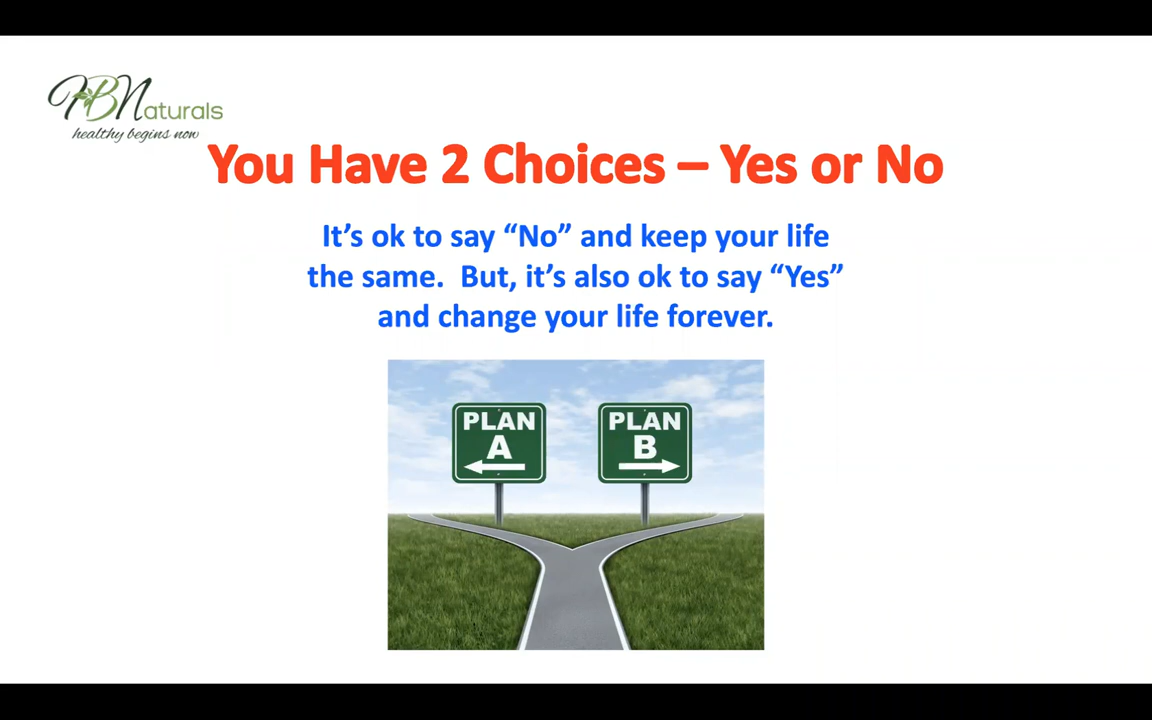 HBNaturals
healthy begins now
You Have 2 Choices – Yes or No
It's ok to say “No” and keep your life
the same.  But, it's also ok to say “Yes”
and change your life forever.
PLAN
A
PLAN
B